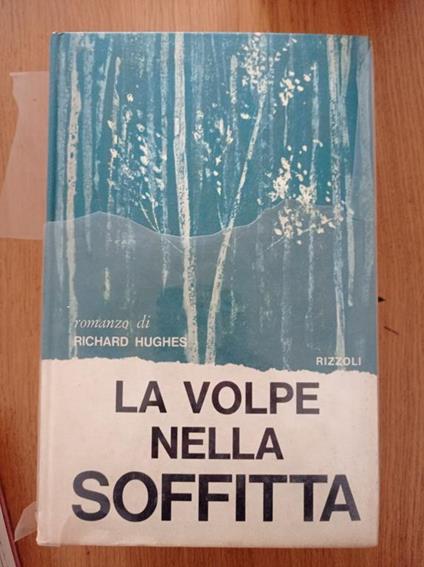 romanzo di
RICHARD HUGHES
RIZZOLI
LA VOLPE
NELLA
SOFFITTA